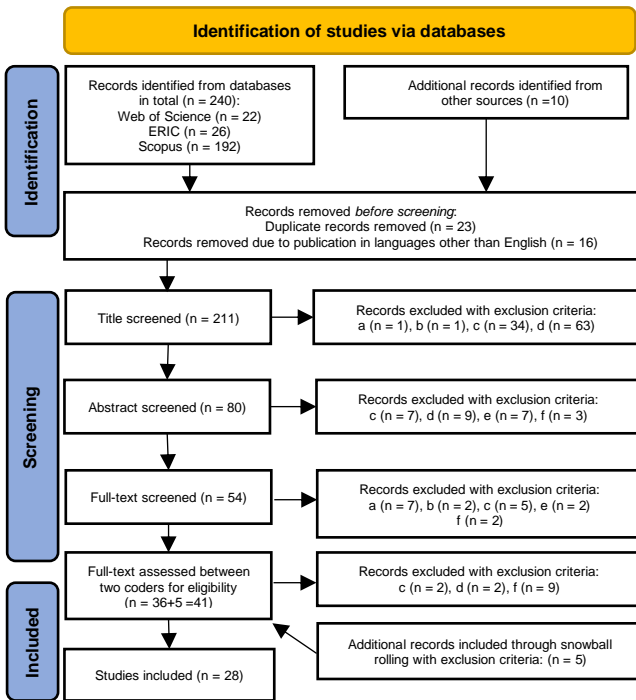 Identification of studies via databases
Identification
Records identified from databases
in total (n = 240):
Web of Science (n = 22)
ERIC (n = 26)
Scopus (n = 192)
Additional records identified from
other sources (n =10)
Records removed before screening:
Duplicate records removed (n = 23)
Records removed due to publication in languages other than English (n = 16)
Screening
Title screened (n = 211)
Records excluded with exclusion criteria:
a (n = 1), b (n = 1), c (n = 34), d (n = 63)
Abstract screened (n = 80)
Records excluded with exclusion criteria:
c (n = 7), d (n = 9), e (n = 7), f (n = 3)
Full-text screened (n = 54)
Records excluded with exclusion criteria:
a (n = 7), b (n = 2), c (n = 5), e (n = 2)
f (n = 2)
Full-text assessed between
two coders for eligibility
(n = 36+5 =41)
Records excluded with exclusion criteria:
c (n = 2), d (n = 2), f (n = 9)
Included
Additional records included through snowball
rolling with exclusion criteria: (n = 5)
Studies included (n = 28)